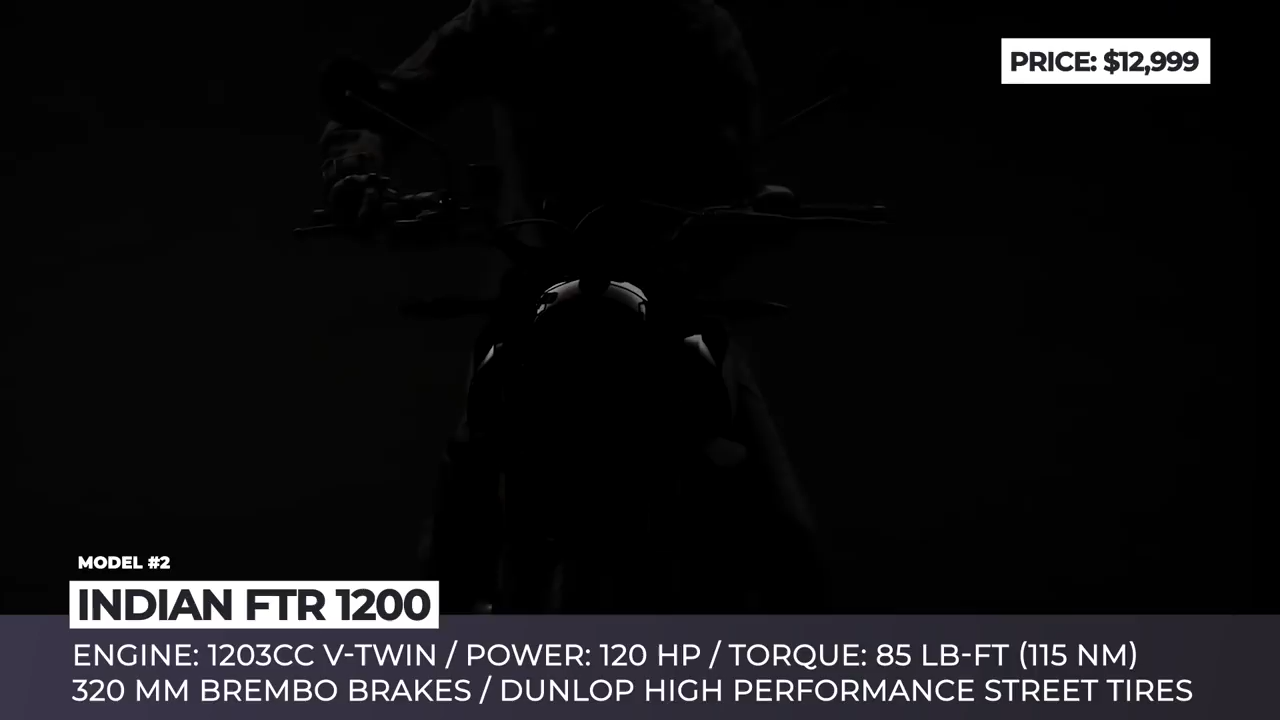 PRICE: $12,999
MODEL #2
INDIAN FTR 1200
ENGINE: 1203CC V-TWIN / POWER: 120 HP / TORQUE: 85 LB-FT (115 NM)
320 MM BREMBO BRAKES / DUNLOP HIGH PERFORMANCE STREET TIRES